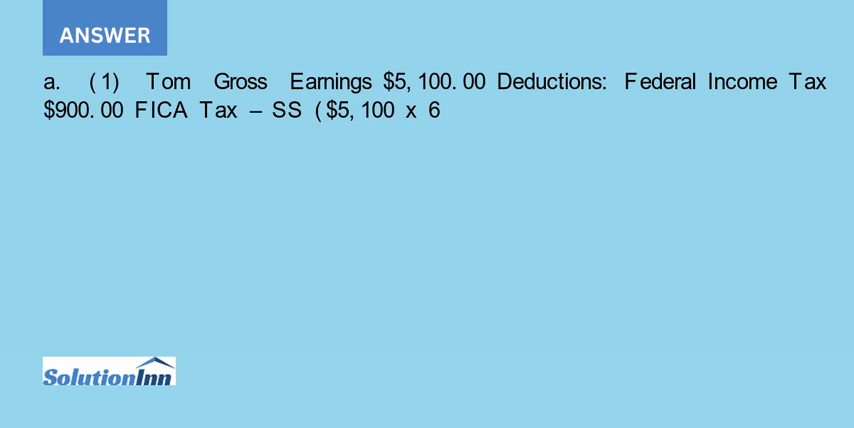 ANSWER
a. (1) Tom Gross Earnings $5, 100. 00 Deductions: Federal Income Tax
$900. 00 FICA Tax – SS ($5, 100 x 6
SolutionInn